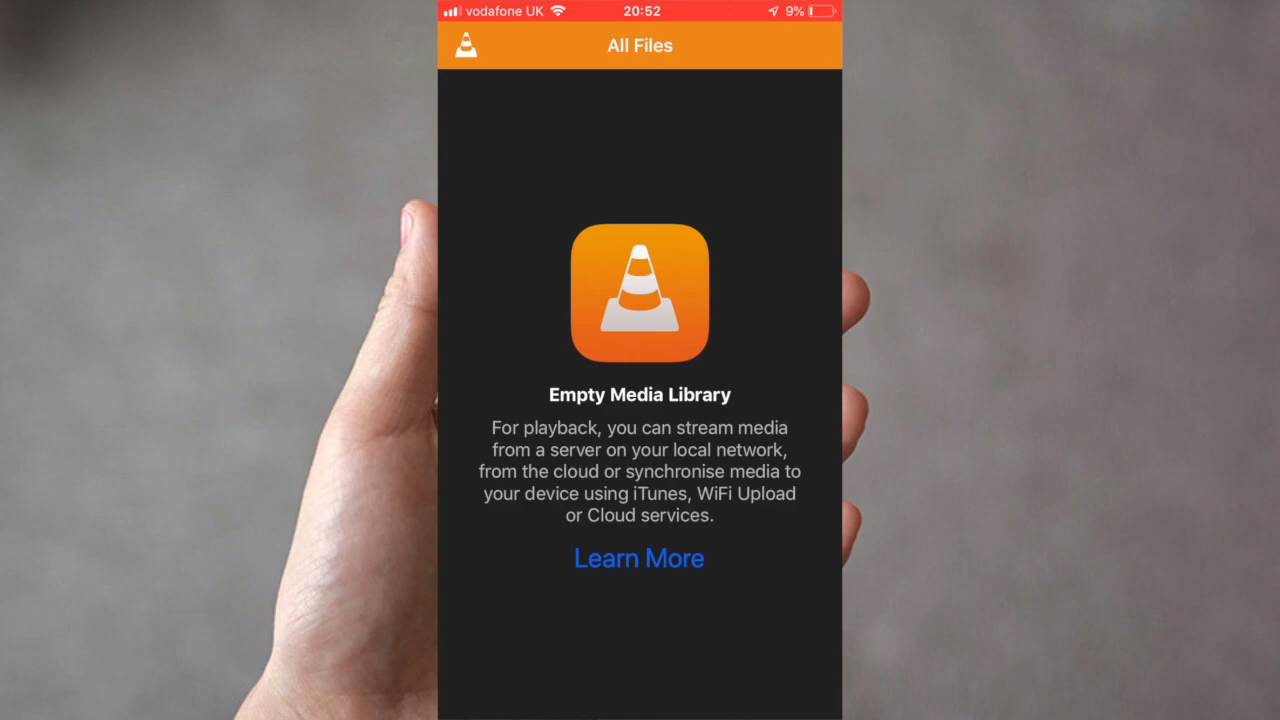 vodafone UK 20:52 9%
All Files
Empty Media Library
For playback, you can stream media
from a server on your local network,
from the cloud or synchronise media to
your device using iTunes, WiFi Upload
or Cloud services.
Learn More